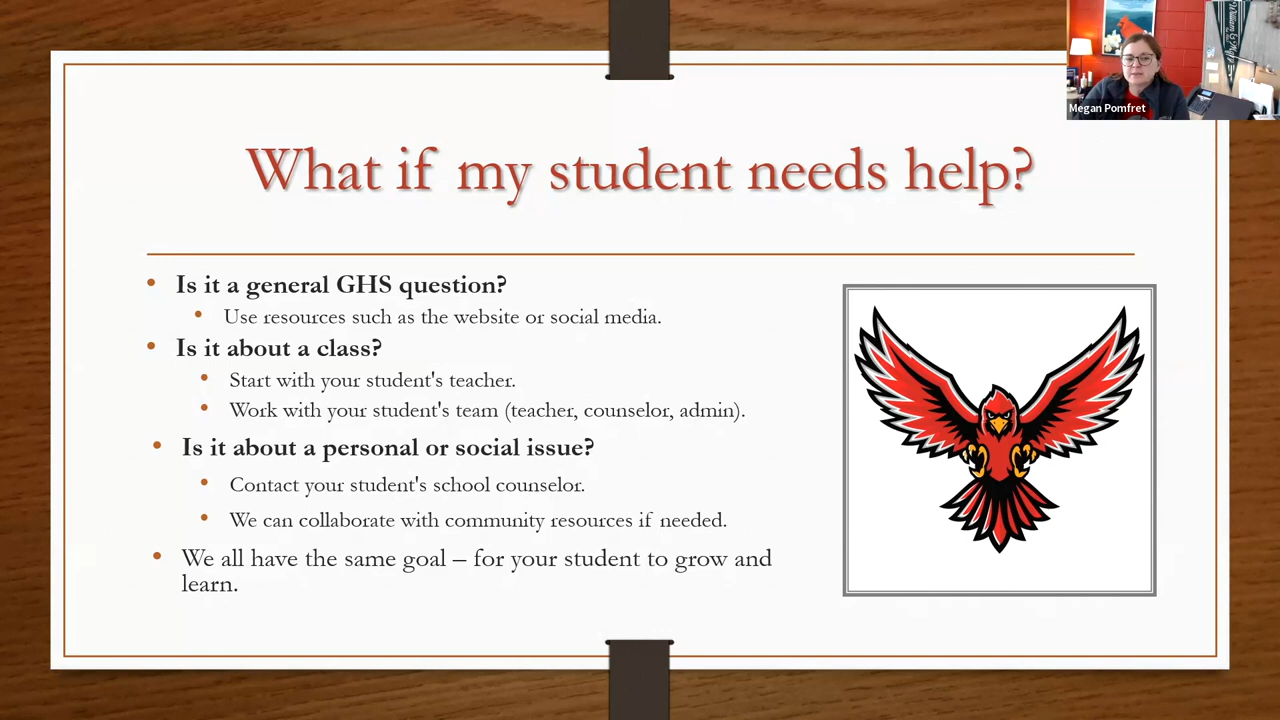 Megan Pomfret
What if my student needs help?
• Is it a general GHS question?
• Use resources such as the website or social media.
• Is it about a class?
• Start with your student's teacher.
• Work with your student's team (teacher, counselor, admin).
• Is it about a personal or social issue?
• Contact your student's school counselor.
• We can collaborate with community resources if needed.
• We all have the same goal – for your student to grow and
learn.
William & Mary